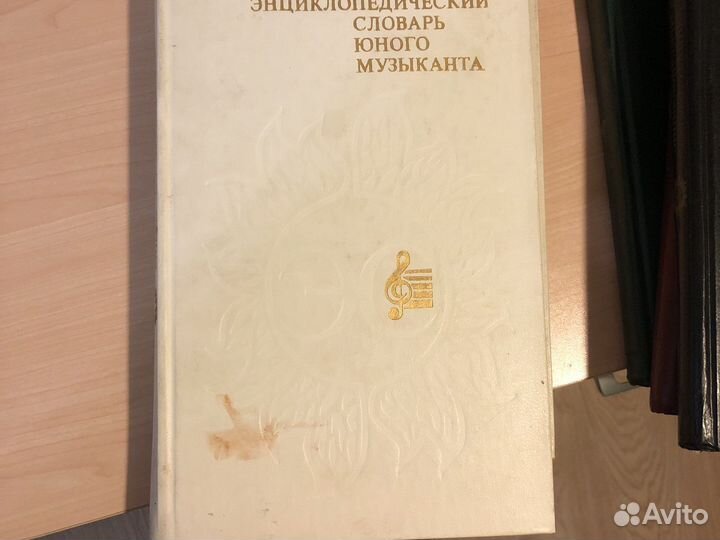 ЭНЦИКЛОПЕДИЧЕСКИЙ
СЛОВАРЬ
ЮНОГО
МУЗЫКАНТА
Avito